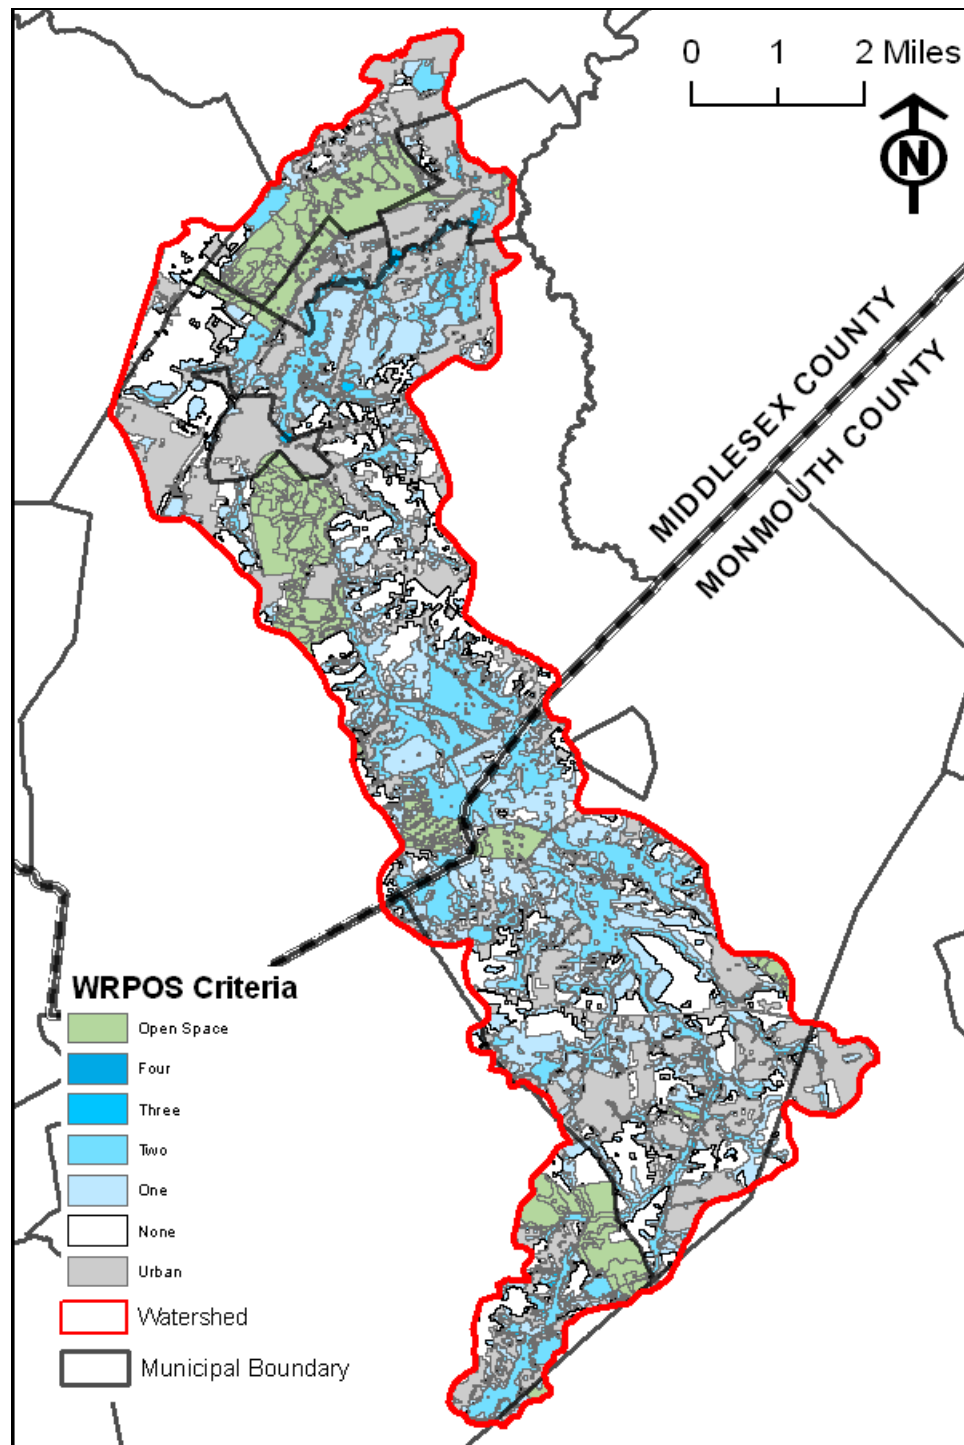 0 1 2 Miles
N
MIDDLESEX COUNTY
MONMOUTH COUNTY
WRPOS Criteria
Open Space
Four
Three
Two
One
None
Urban
Watershed
Municipal Boundary